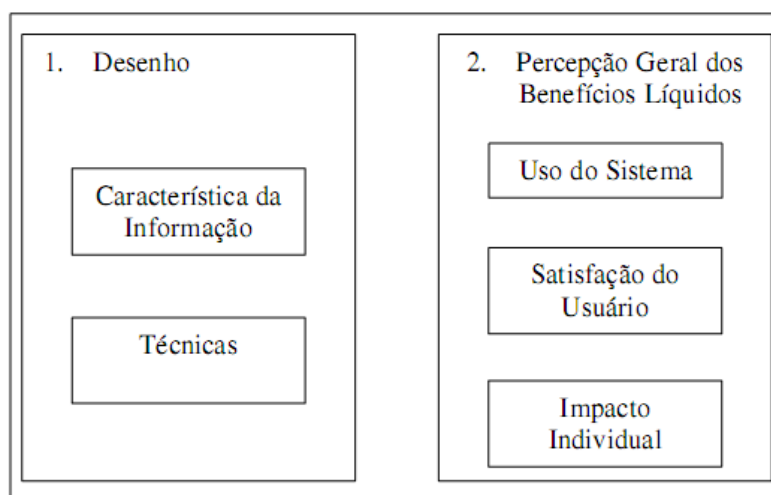 1. Desenho
Característica da
Informação
Técnicas
2. Percepção Geral dos
Benefícios Líquidos
Uso do Sistema
Satisfação do
Usuário
Impacto
Individual